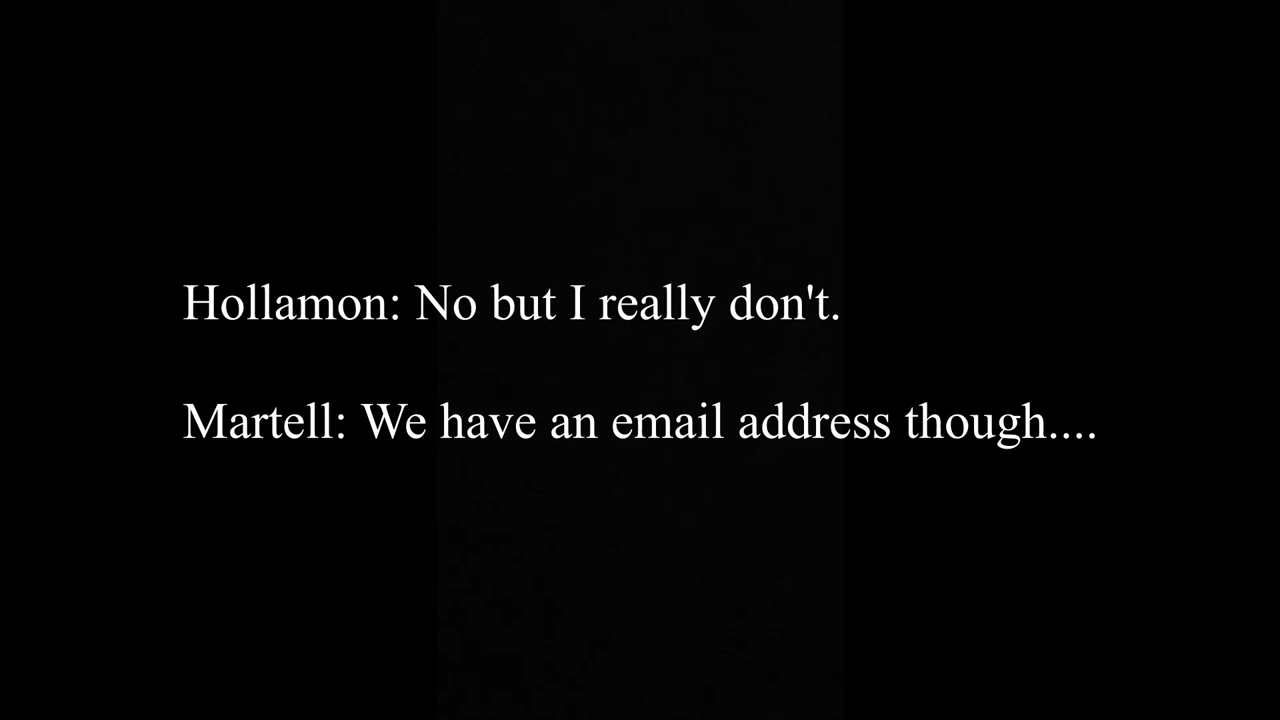 Hollamon: No but I really don't.
Martell: We have an email address though....